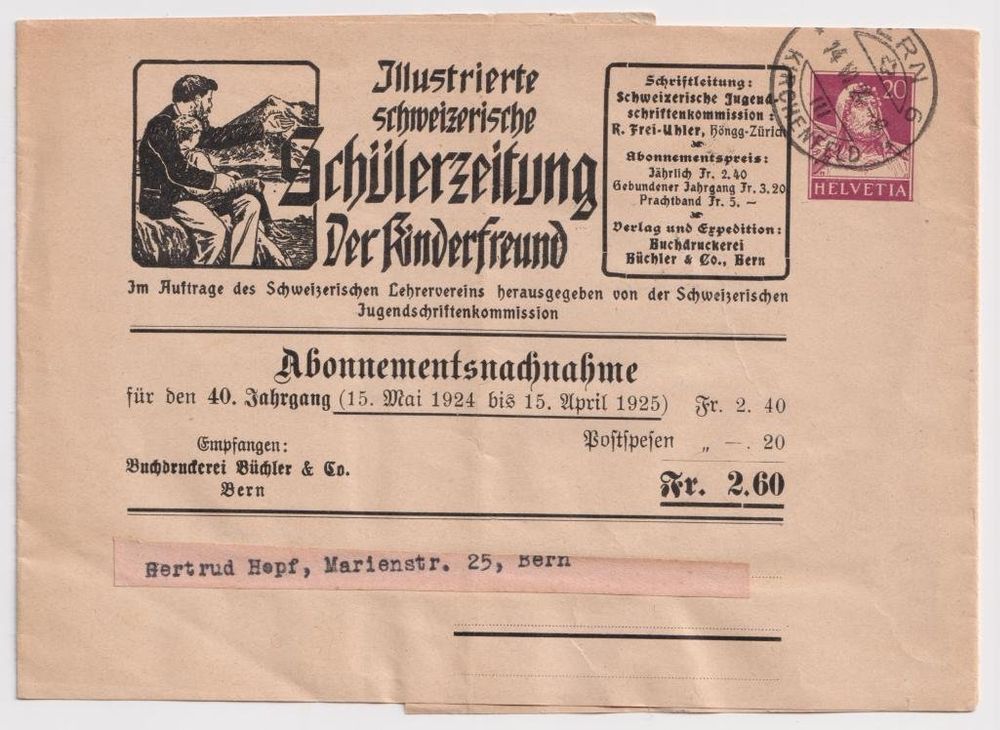 Illustrierte
schweizerische
Schülerzeitung
Der Kinderfreund
Schriftleitung:
Schweizerische Jugend-
schriftenkommission:
R. Frei-Uhler, Höngg-Zürich
Abonnementspreis:
Jährlich Fr. 2.40
Gebundener Jahrgang Fr. 3.20
Prachtband Fr. 5. —
Verlag und Expedition:
Buchdruckerei
Büchler & Co., Bern
BERN 6
KIRCHENFELD
20
HELVETIA
Im Auftrage des Schweizerischen Lehrervereins herausgegeben von der Schweizerischen
Jugendschriftenkommission
Abonnementsnachnahme
für den 40. Jahrgang (15. Mai 1924 bis 15. April 1925) Fr. 2. 40
Postspesen „ —. 20
Empfangen:
Buchdruckerei Büchler & Co.
Bern
Fr. 2.60
Gertrud Hopf, Marienstr. 25, Bern